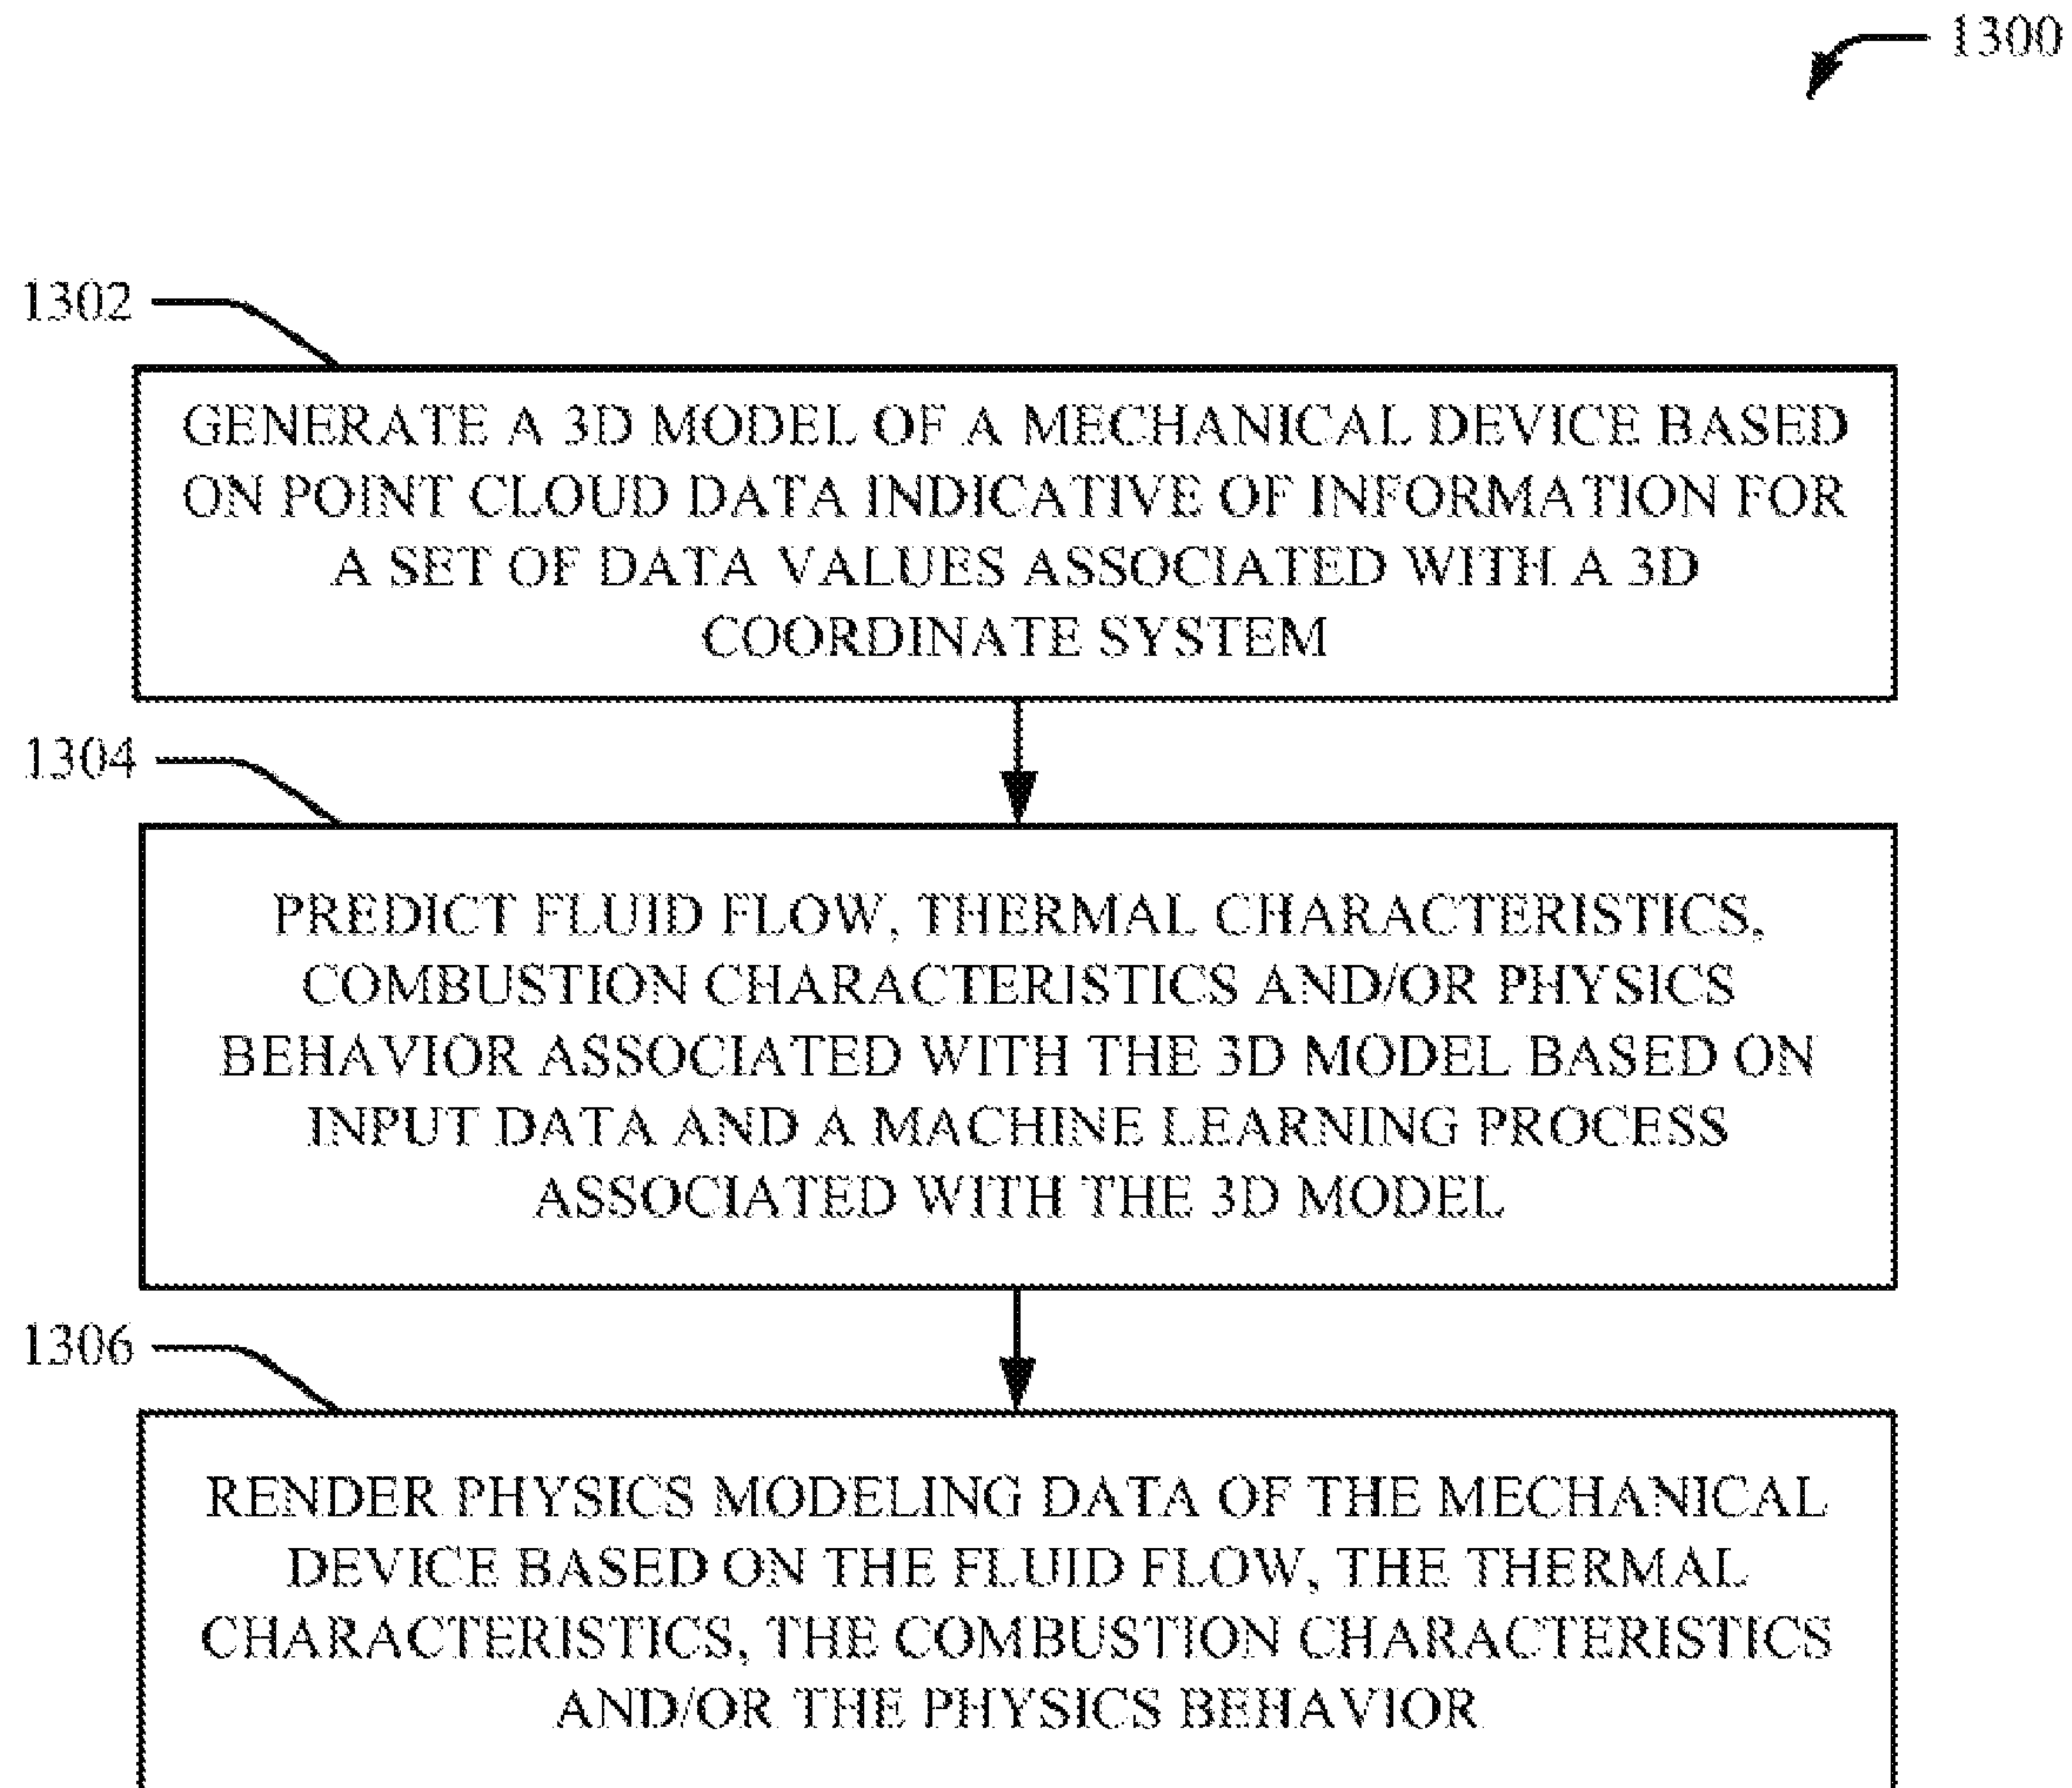 1300
1302
GENERATE A 3D MODEL OF A MECHANICAL DEVICE BASED
ON POINT CLOUD DATA INDICATIVE OF INFORMATION FOR
A SET OF DATA VALUES ASSOCIATED WITH A 3D
COORDINATE SYSTEM
1304
PREDICT FLUID FLOW, THERMAL CHARACTERISTICS,
COMBUSTION CHARACTERISTICS AND/OR PHYSICS
BEHAVIOR ASSOCIATED WITH THE 3D MODEL BASED ON
INPUT DATA AND A MACHINE LEARNING PROCESS
ASSOCIATED WITH THE 3D MODEL
1306
RENDER PHYSICS MODELING DATA OF THE MECHANICAL
DEVICE BASED ON THE FLUID FLOW, THE THERMAL
CHARACTERISTICS, THE COMBUSTION CHARACTERISTICS
AND/OR THE PHYSICS BEHAVIOR